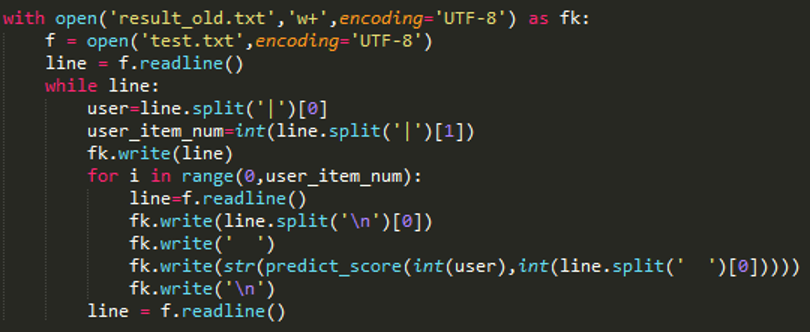 with open('result_old.txt','w+',encoding='UTF-8') as fk:
    f = open('test.txt',encoding='UTF-8')
    line = f.readline()
    while line:
        user=line.split('|')[0]
        user_item_num=int(line.split('|')[1])
        fk.write(line)
        for i in range(0,user_item_num):
            line=f.readline()
            fk.write(line.split('\n')[0])
            fk.write('  ')
            fk.write(str(predict_score(int(user),int(line.split('  ')[0]))))
            fk.write('\n')
        line = f.readline()